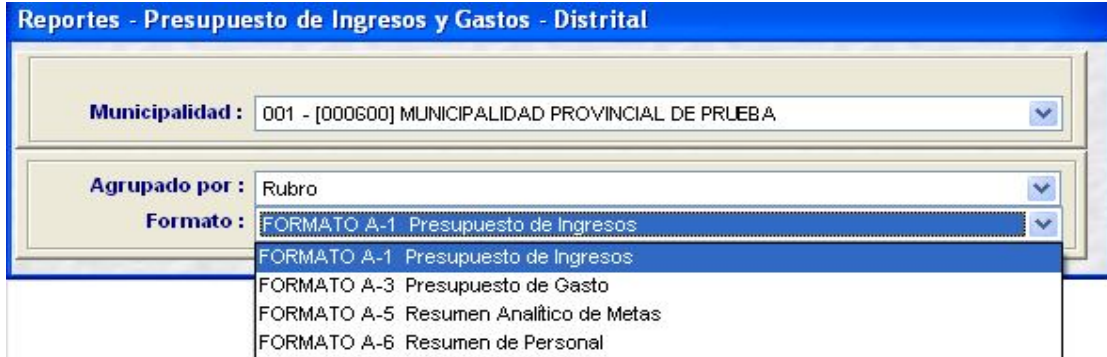 Reportes - Presupuesto de Ingresos y Gastos - Distrital
Municipalidad : 001 - [000600] MUNICIPALIDAD PROVINCIAL DE PRUEBA
Agrupado por : Rubro
Formato : FORMATO A-1 Presupuesto de Ingresos
FORMATO A-1 Presupuesto de Ingresos
FORMATO A-3 Presupuesto de Gasto
FORMATO A-5 Resumen Analítico de Metas
FORMATO A-6 Resumen de Personal